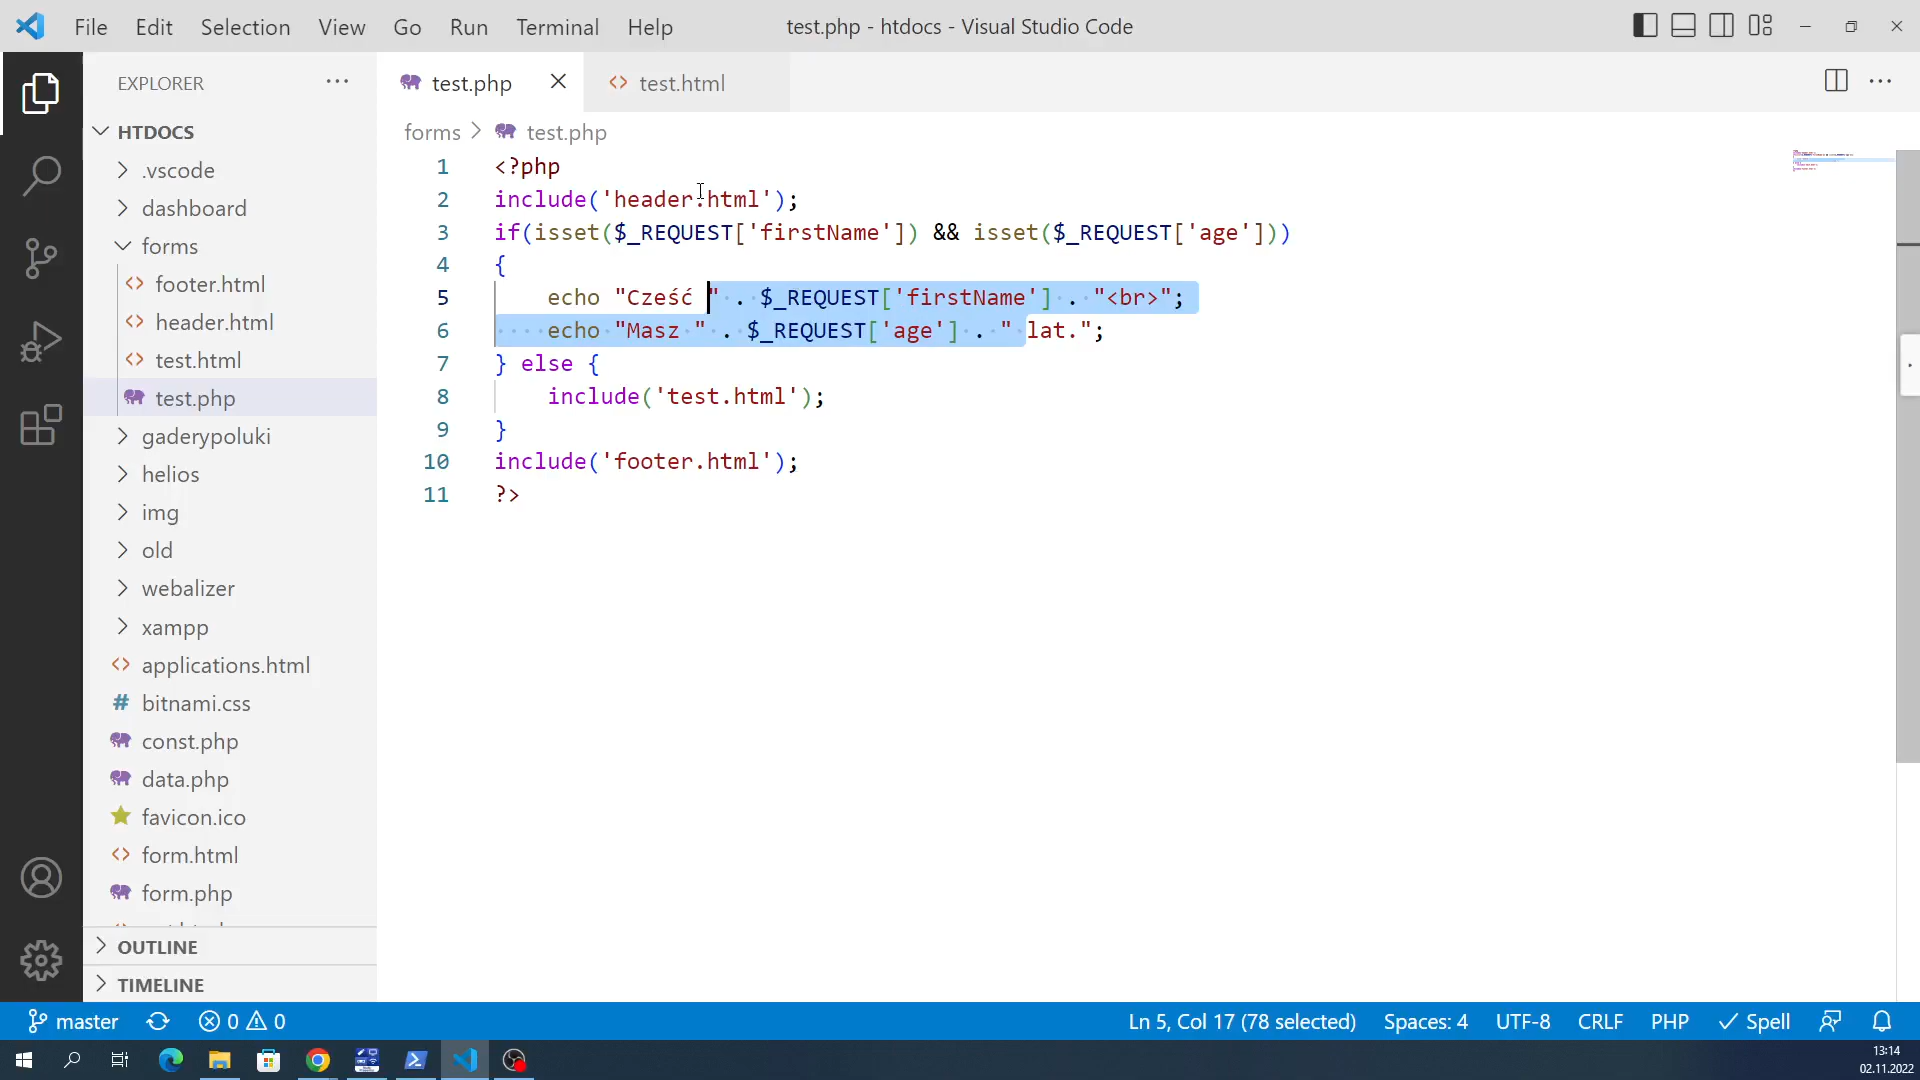 File Edit Selection View Go Run Terminal Help test.php - htdocs - Visual Studio Code
EXPLORER
HTDOCS
.vscode
dashboard
forms
footer.html
header.html
test.html
test.php
gaderypoluki
helios
img
old
webalizer
xampp
applications.html
bitnami.css
const.php
data.php
favicon.ico
form.html
form.php
OUTLINE
TIMELINE
test.php test.html
forms > test.php
1 <?php
2 include('header.html');
3 if(isset($_REQUEST['firstName']) && isset($_REQUEST['age']))
4 {
5 echo "Cześć " . $_REQUEST['firstName'] . "<br>";
6 echo "Masz " . $_REQUEST['age'] . " lat.";
7 } else {
8 include('test.html');
9 }
10 include('footer.html');
11 ?>
master 0 0 Ln 5, Col 17 (78 selected) Spaces: 4 UTF-8 CRLF PHP Spell
13:14
02.11.2022